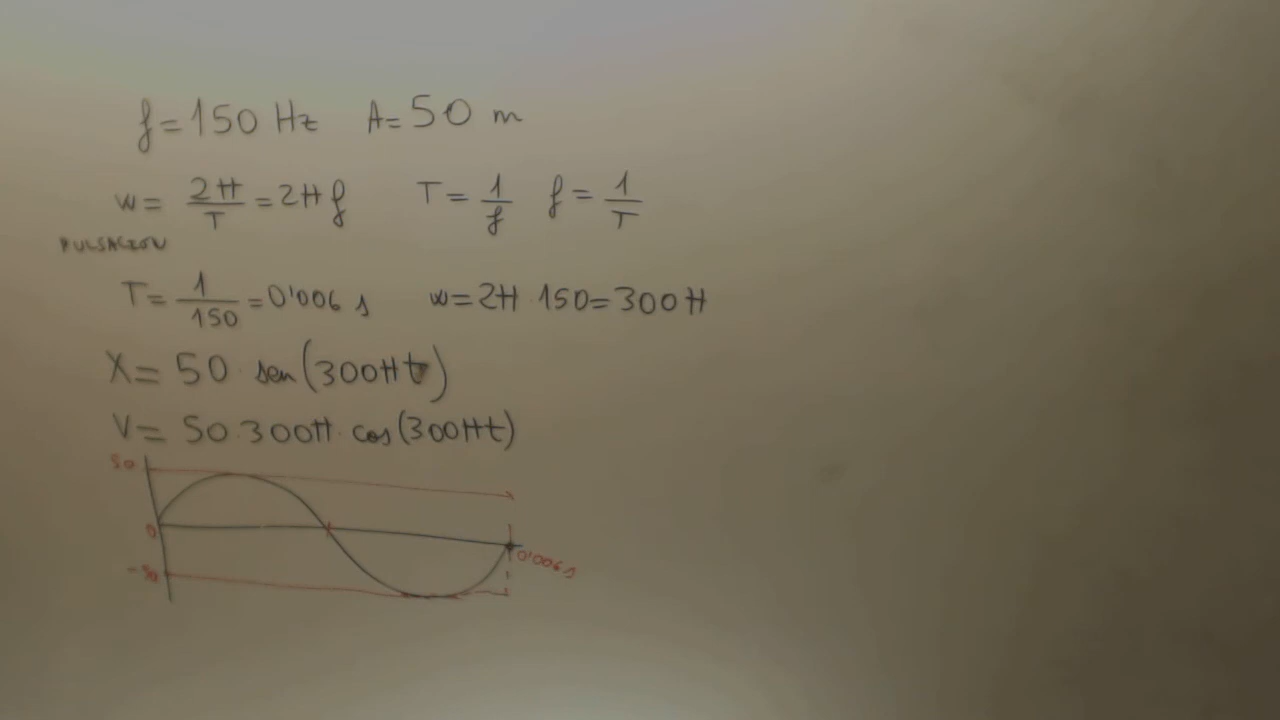 f = 150 Hz A = 50 m
w = 2π/T = 2πf T = 1/f f = 1/T
PULSACION
T = 1/150 = 0'006 s w = 2π · 150 = 300π
X = 50 · sen(300πt)
V = 50 · 300π · cos(300πt)
50
0
-50
0'006 s